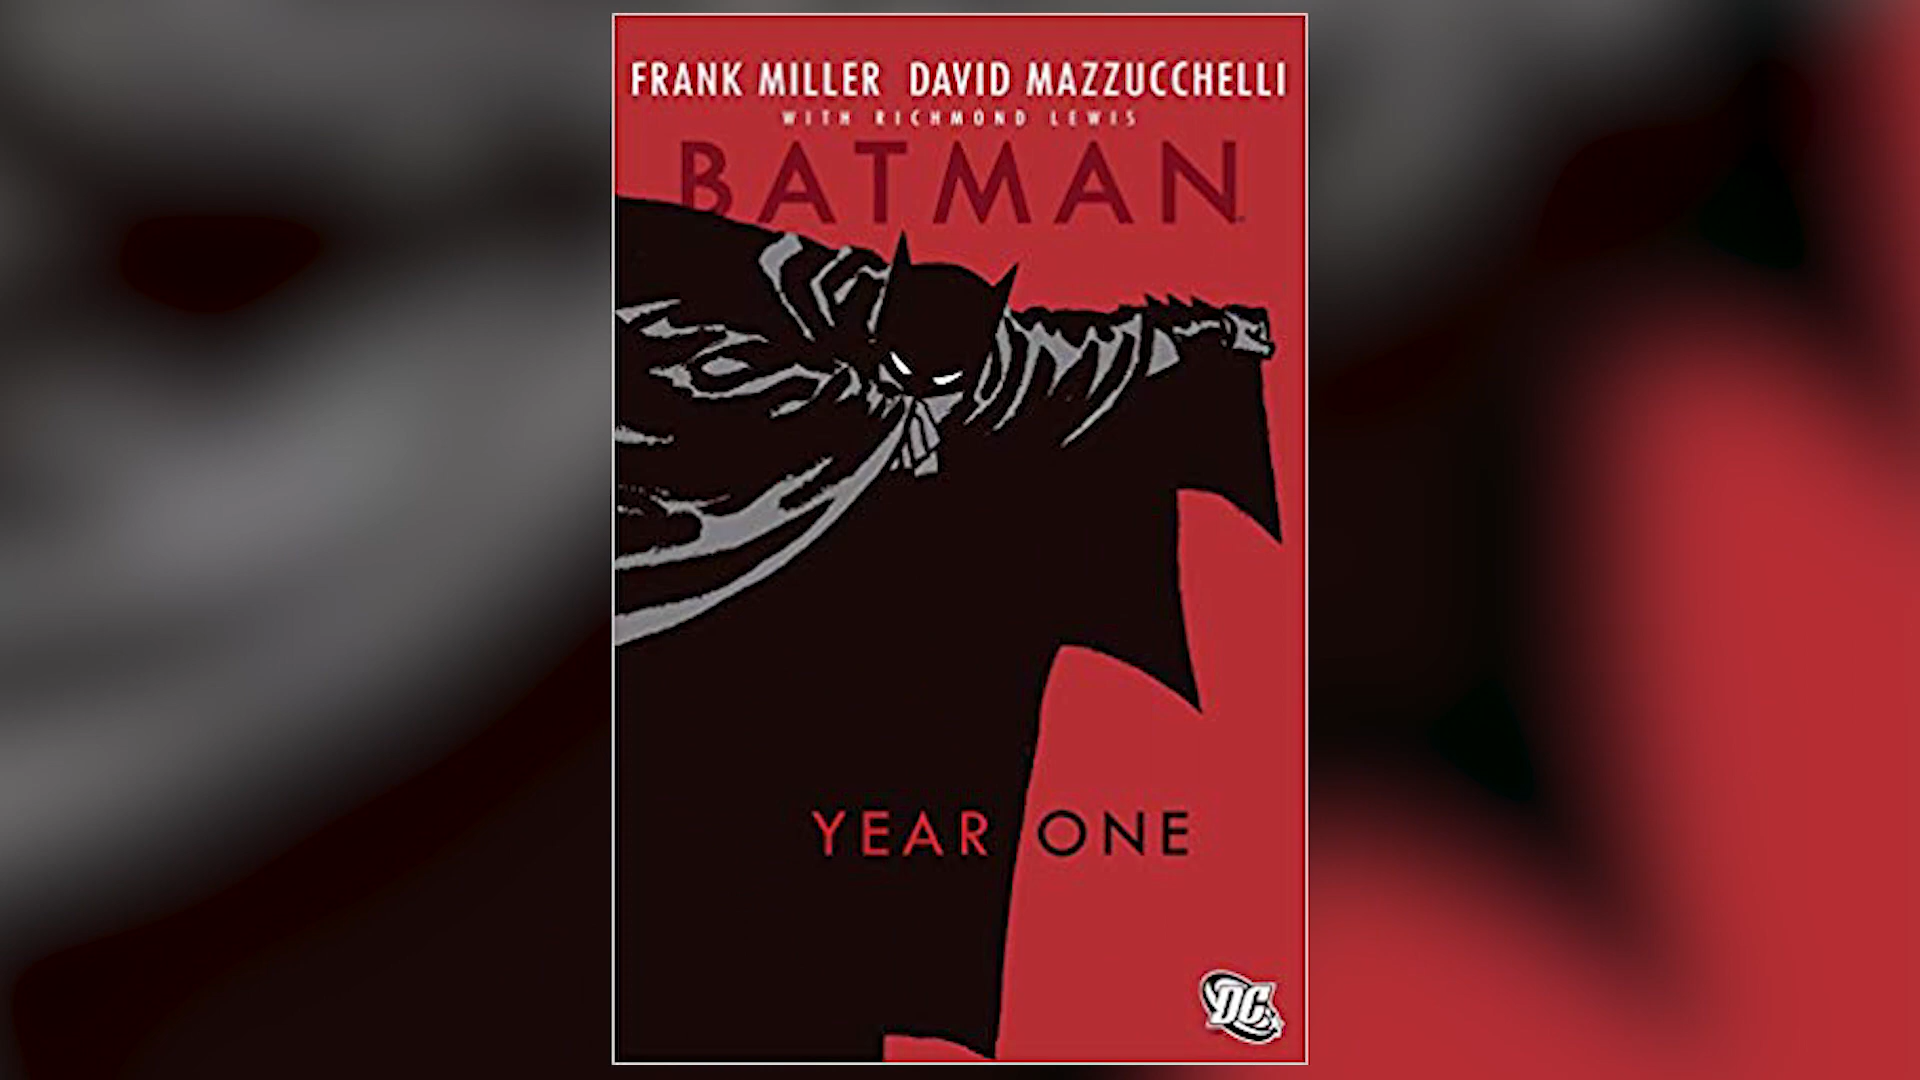 FRANK MILLER DAVID MAZZUCCHELLI
WITH RICHMOND LEWIS
BATMAN
YEAR ONE
DC